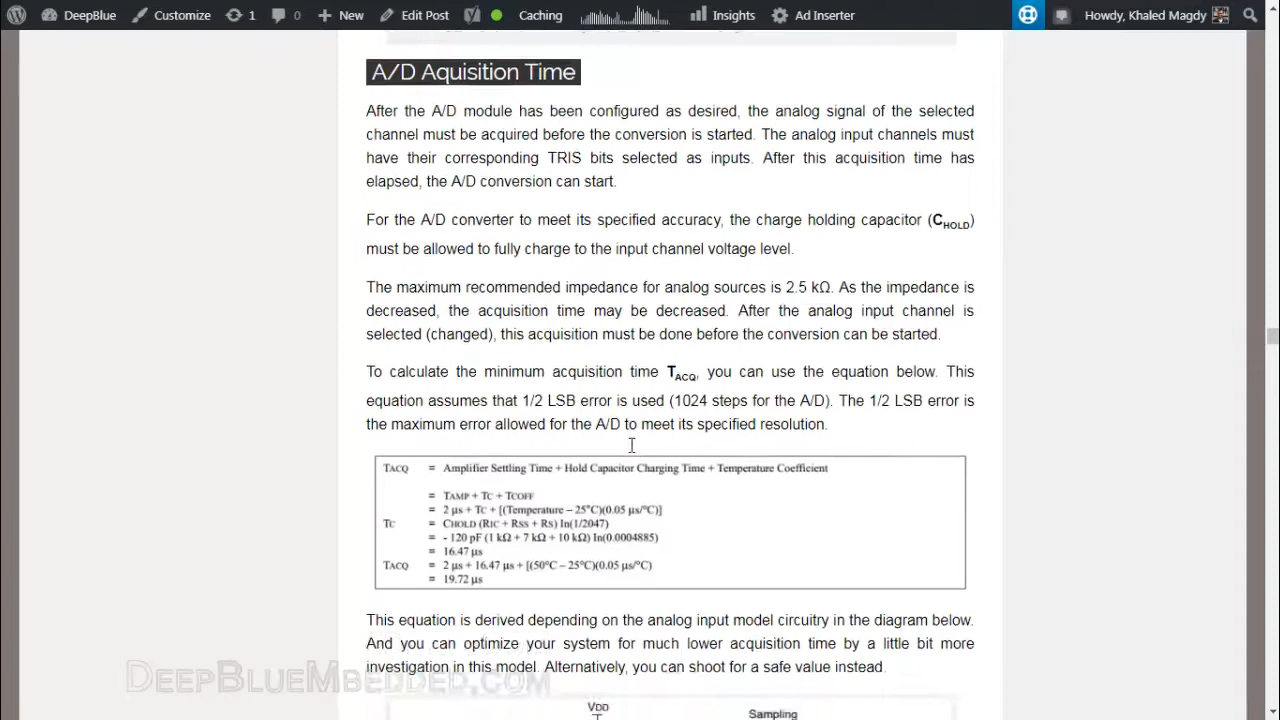 DeepBlue Customize 1 0 New Edit Post Caching Insights Ad Inserter Howdy, Khaled Magdy
A/D Aquisition Time
After the A/D module has been configured as desired, the analog signal of the selected
channel must be acquired before the conversion is started. The analog input channels must
have their corresponding TRIS bits selected as inputs. After this acquisition time has
elapsed, the A/D conversion can start.
For the A/D converter to meet its specified accuracy, the charge holding capacitor (CHOLD)
must be allowed to fully charge to the input channel voltage level.
The maximum recommended impedance for analog sources is 2.5 kΩ. As the impedance is
decreased, the acquisition time may be decreased. After the analog input channel is
selected (changed), this acquisition must be done before the conversion can be started.
To calculate the minimum acquisition time TACQ, you can use the equation below. This
equation assumes that 1/2 LSB error is used (1024 steps for the A/D). The 1/2 LSB error is
the maximum error allowed for the A/D to meet its specified resolution.
TACQ = Amplifier Settling Time + Hold Capacitor Charging Time + Temperature Coefficient
= TAMP + TC + TCOFF
= 2 μs + TC + [(Temperature – 25°C)(0.05 μs/°C)]
TC = CHOLD (RIC + RSS + RS) In(1/2047)
= - 120 pF (1 kΩ + 7 kΩ + 10 kΩ) In(0.0004885)
= 16.47 μs
TACQ = 2 μs + 16.47 μs + [(50°C – 25°C)(0.05 μs/°C)
= 19.72 μs
This equation is derived depending on the analog input model circuitry in the diagram below.
And you can optimize your system for much lower acquisition time by a little bit more
investigation in this model. Alternatively, you can shoot for a safe value instead.
DEEPBLUEMBEDDED.COM
VDD Sampling